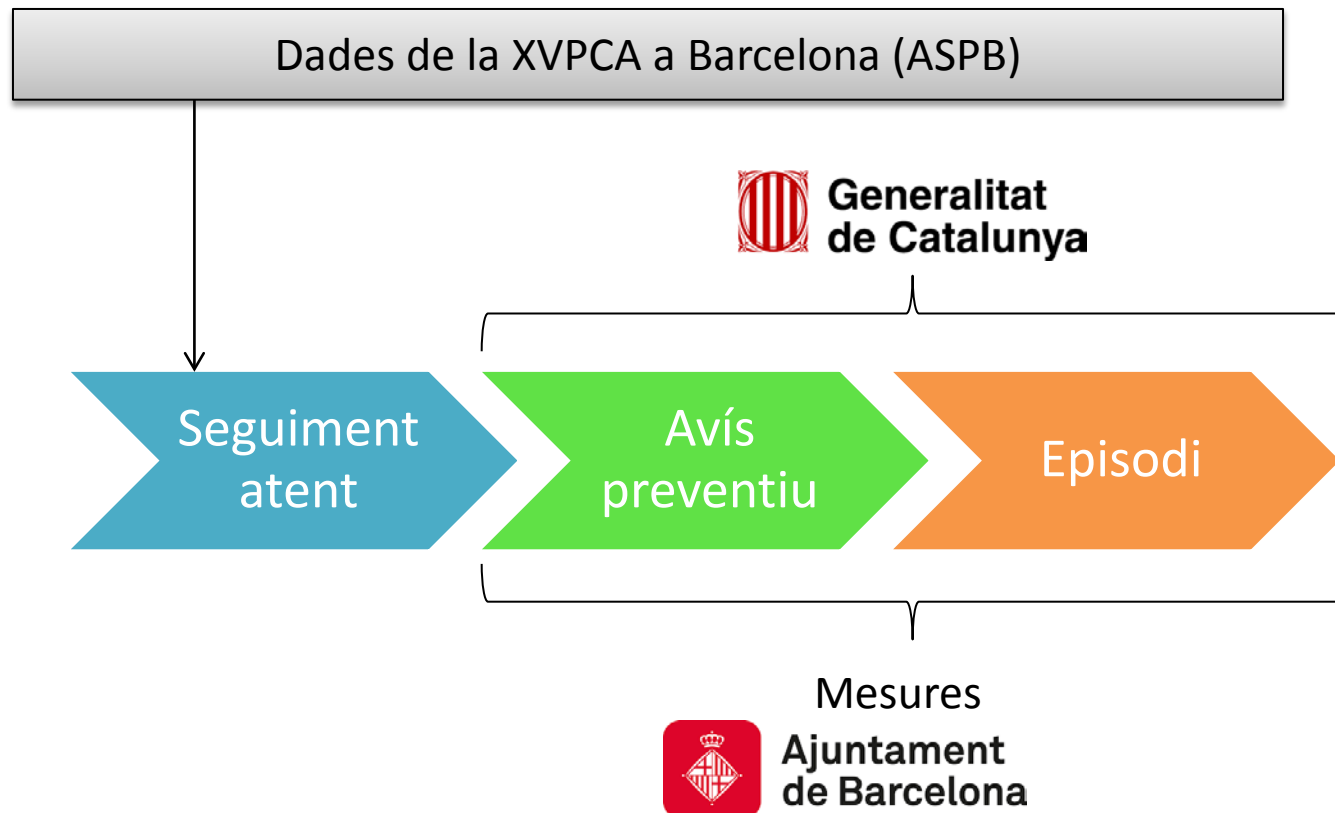 Dades de la XVPCA a Barcelona (ASPB)
Generalitat
de Catalunya
Seguiment
atent
Avís
preventiu
Episodi
Mesures
Ajuntament
de Barcelona